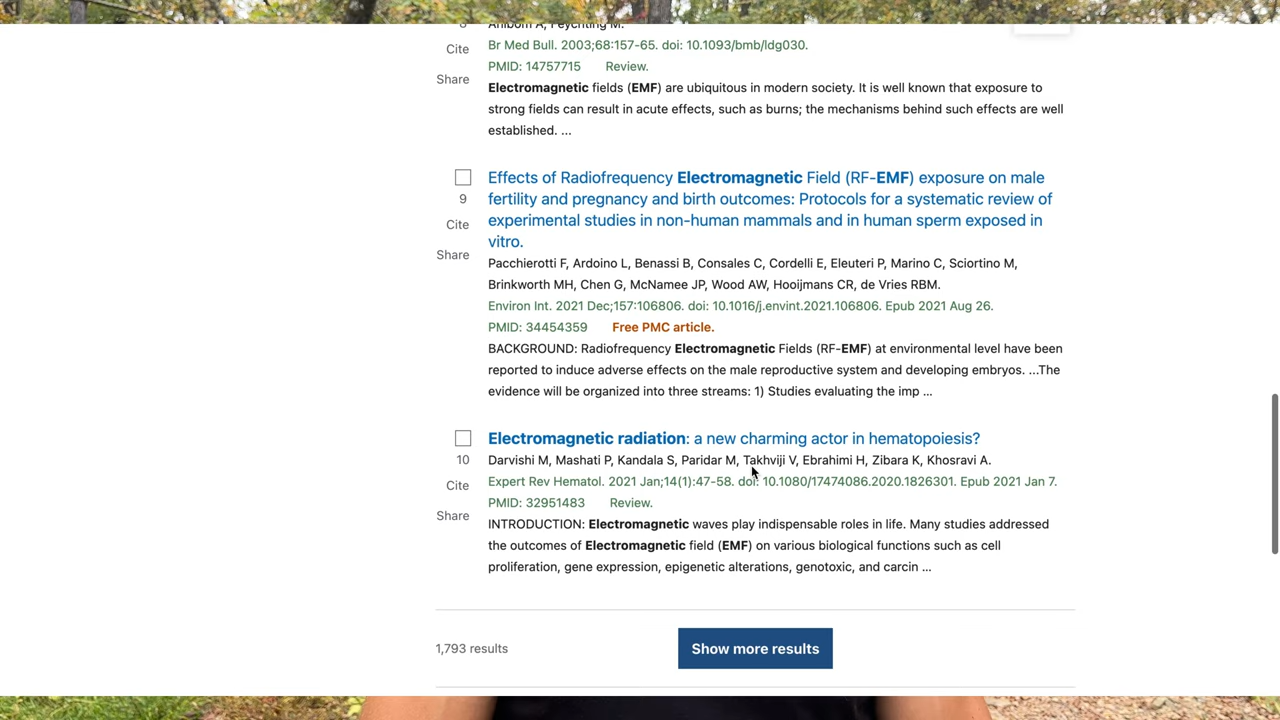 8
Ahlbom A, Feychting M.
Cite
Br Med Bull. 2003;68:157-65. doi: 10.1093/bmb/ldg030.
PMID: 14757715 Review.
Share
Electromagnetic fields (EMF) are ubiquitous in modern society. It is well known that exposure to
strong fields can result in acute effects, such as burns; the mechanisms behind such effects are well
established. ...
Effects of Radiofrequency Electromagnetic Field (RF-EMF) exposure on male
9
fertility and pregnancy and birth outcomes: Protocols for a systematic review of
Cite
experimental studies in non-human mammals and in human sperm exposed in
vitro.
Share
Pacchierotti F, Ardoino L, Benassi B, Consales C, Cordelli E, Eleuteri P, Marino C, Sciortino M,
Brinkworth MH, Chen G, McNamee JP, Wood AW, Hooijmans CR, de Vries RBM.
Environ Int. 2021 Dec;157:106806. doi: 10.1016/j.envint.2021.106806. Epub 2021 Aug 26.
PMID: 34454359 Free PMC article.
BACKGROUND: Radiofrequency Electromagnetic Fields (RF-EMF) at environmental level have been
reported to induce adverse effects on the male reproductive system and developing embryos. ...The
evidence will be organized into three streams: 1) Studies evaluating the imp ...
Electromagnetic radiation: a new charming actor in hematopoiesis?
10
Darvishi M, Mashati P, Kandala S, Paridar M, Takhviji V, Ebrahimi H, Zibara K, Khosravi A.
Cite
Expert Rev Hematol. 2021 Jan;14(1):47-58. doi: 10.1080/17474086.2020.1826301. Epub 2021 Jan 7.
PMID: 32951483 Review.
Share
INTRODUCTION: Electromagnetic waves play indispensable roles in life. Many studies addressed
the outcomes of Electromagnetic field (EMF) on various biological functions such as cell
proliferation, gene expression, epigenetic alterations, genotoxic, and carcin ...
1,793 results
Show more results